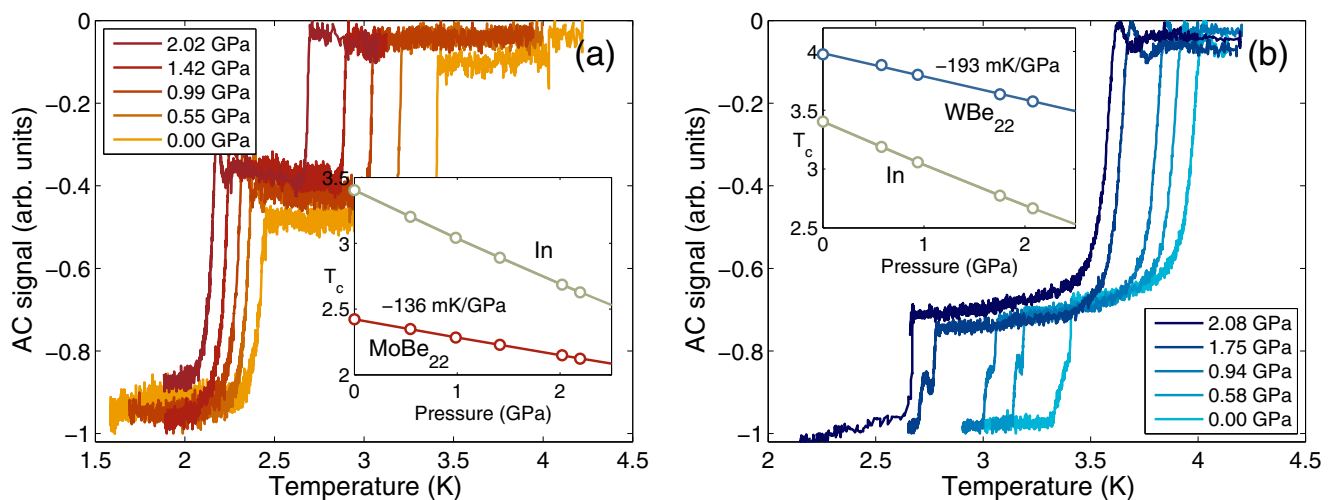 (a)
2.02 GPa
1.42 GPa
0.99 GPa
0.55 GPa
0.00 GPa
AC signal (arb. units)
0
−0.2
−0.4
−0.6
−0.8
−1
1.5 2 2.5 3 3.5 4 4.5
Temperature (K)
3.5
3
2.5
2
T_c
In
−136 mK/GPa
MoBe₂₂
0 1 2
Pressure (GPa)
(b)
AC signal (arb. units)
0
−0.2
−0.4
−0.6
−0.8
−1
2 2.5 3 3.5 4 4.5
Temperature (K)
4
3.5
3
2.5
T_c
−193 mK/GPa
WBe₂₂
In
0 1 2
Pressure (GPa)
2.08 GPa
1.75 GPa
0.94 GPa
0.58 GPa
0.00 GPa